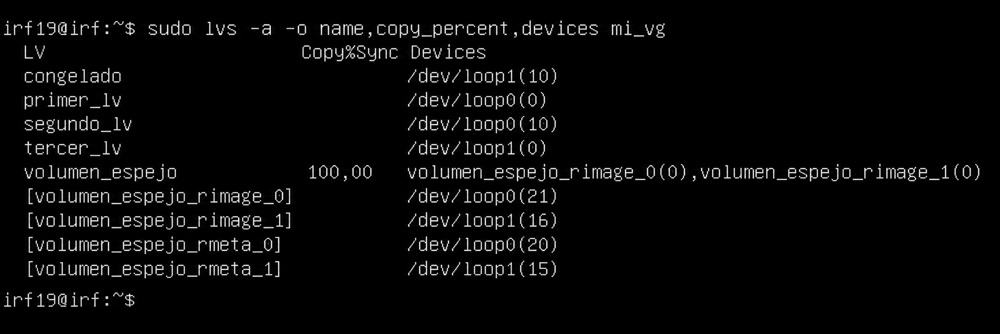 irf19@irf:~$ sudo lvs -a -o name,copy_percent,devices mi_vg
LV Copy%Sync Devices
congelado /dev/loop1(10)
primer_lv /dev/loop0(0)
segundo_lv /dev/loop0(10)
tercer_lv /dev/loop1(0)
volumen_espejo 100,00 volumen_espejo_rimage_0(0),volumen_espejo_rimage_1(0)
[volumen_espejo_rimage_0] /dev/loop0(21)
[volumen_espejo_rimage_1] /dev/loop1(16)
[volumen_espejo_rmeta_0] /dev/loop0(20)
[volumen_espejo_rmeta_1] /dev/loop1(15)
irf19@irf:~$